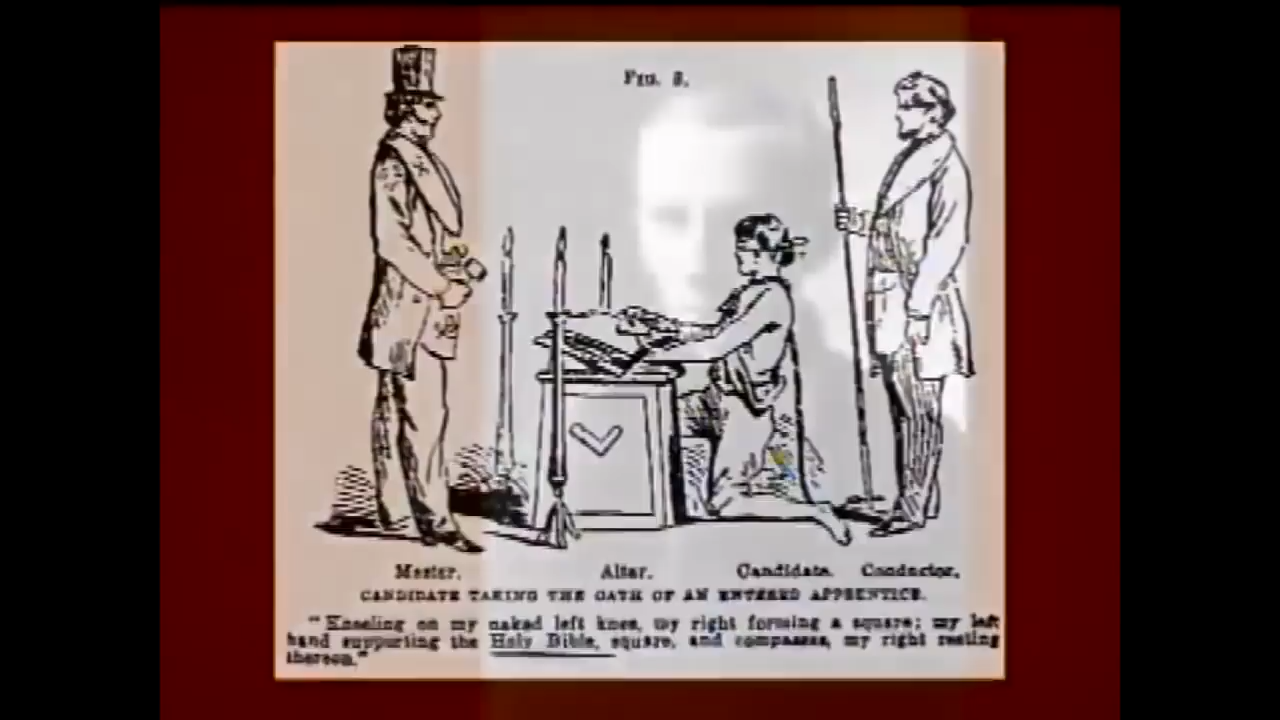 FIG. 8.
Master. Altar. Candidate. Conductor.
CANDIDATE TAKING THE OATH OF AN ENTERED APPRENTICE.
"Kneeling on my naked left knee, my right forming a square; my left
hand supporting the Holy Bible, square, and compasses, my right resting
thereon."